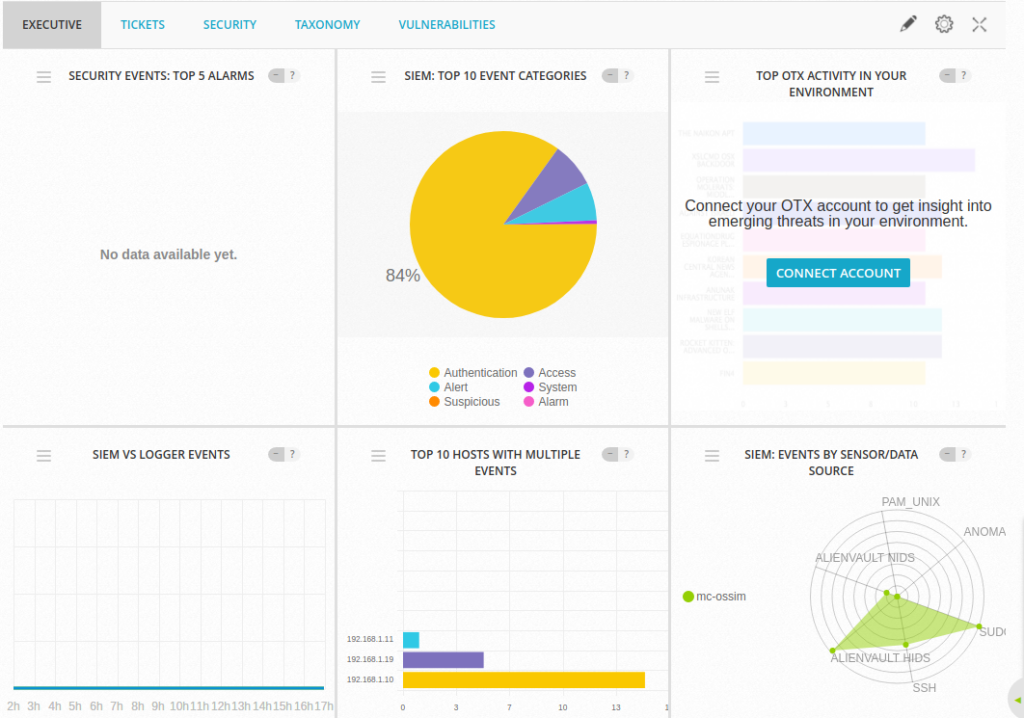 EXECUTIVE
TICKETS
SECURITY
TAXONOMY
VULNERABILITIES
SECURITY EVENTS: TOP 5 ALARMS
− ?
No data available yet.
SIEM: TOP 10 EVENT CATEGORIES
− ?
84%
Authentication
Access
Alert
System
Suspicious
Alarm
TOP OTX ACTIVITY IN YOUR
ENVIRONMENT
− ?
Connect your OTX account to get insight into
emerging threats in your environment.
CONNECT ACCOUNT
SIEM VS LOGGER EVENTS
− ?
2h 3h 4h 5h 6h 7h 8h 9h 10h 11h 12h 13h 14h 15h 16h 17h
TOP 10 HOSTS WITH MULTIPLE
EVENTS
− ?
192.168.1.11
192.168.1.19
192.168.1.10
0 3 7 10 13 1
SIEM: EVENTS BY SENSOR/DATA
SOURCE
− ?
PAM_UNIX
ANOMA
ALIENVAULT NIDS
mc-ossim
SUDO
ALIENVAULT HIDS
SSH